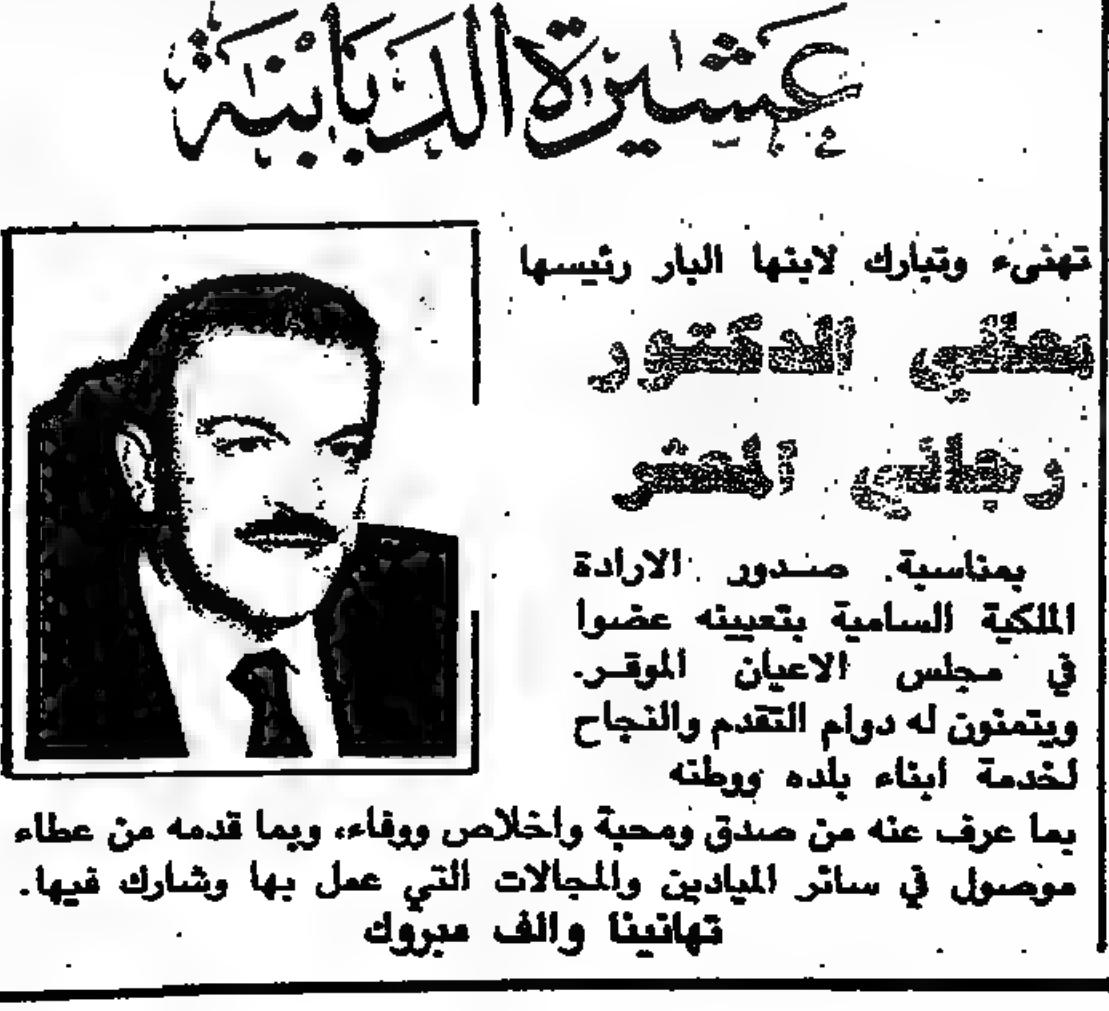 عشيرة الدبابنة
تهنىء وتبارك لابنها البار رئيسها
معالي الدكتور
رجائي المعشر
بمناسبة صدور الارادة
الملكية السامية بتعيينه عضوا
في مجلس الاعيان الموقر.
ويتمنون له دوام التقدم والنجاح
لخدمة ابناء بلده ووطنه
بما عرف عنه من صدق ومحبة واخلاص ووفاء، وبما قدمه من عطاء
موصول في سائر الميادين والمجالات التي عمل بها وشارك فيها.
تهانينا والف مبروك